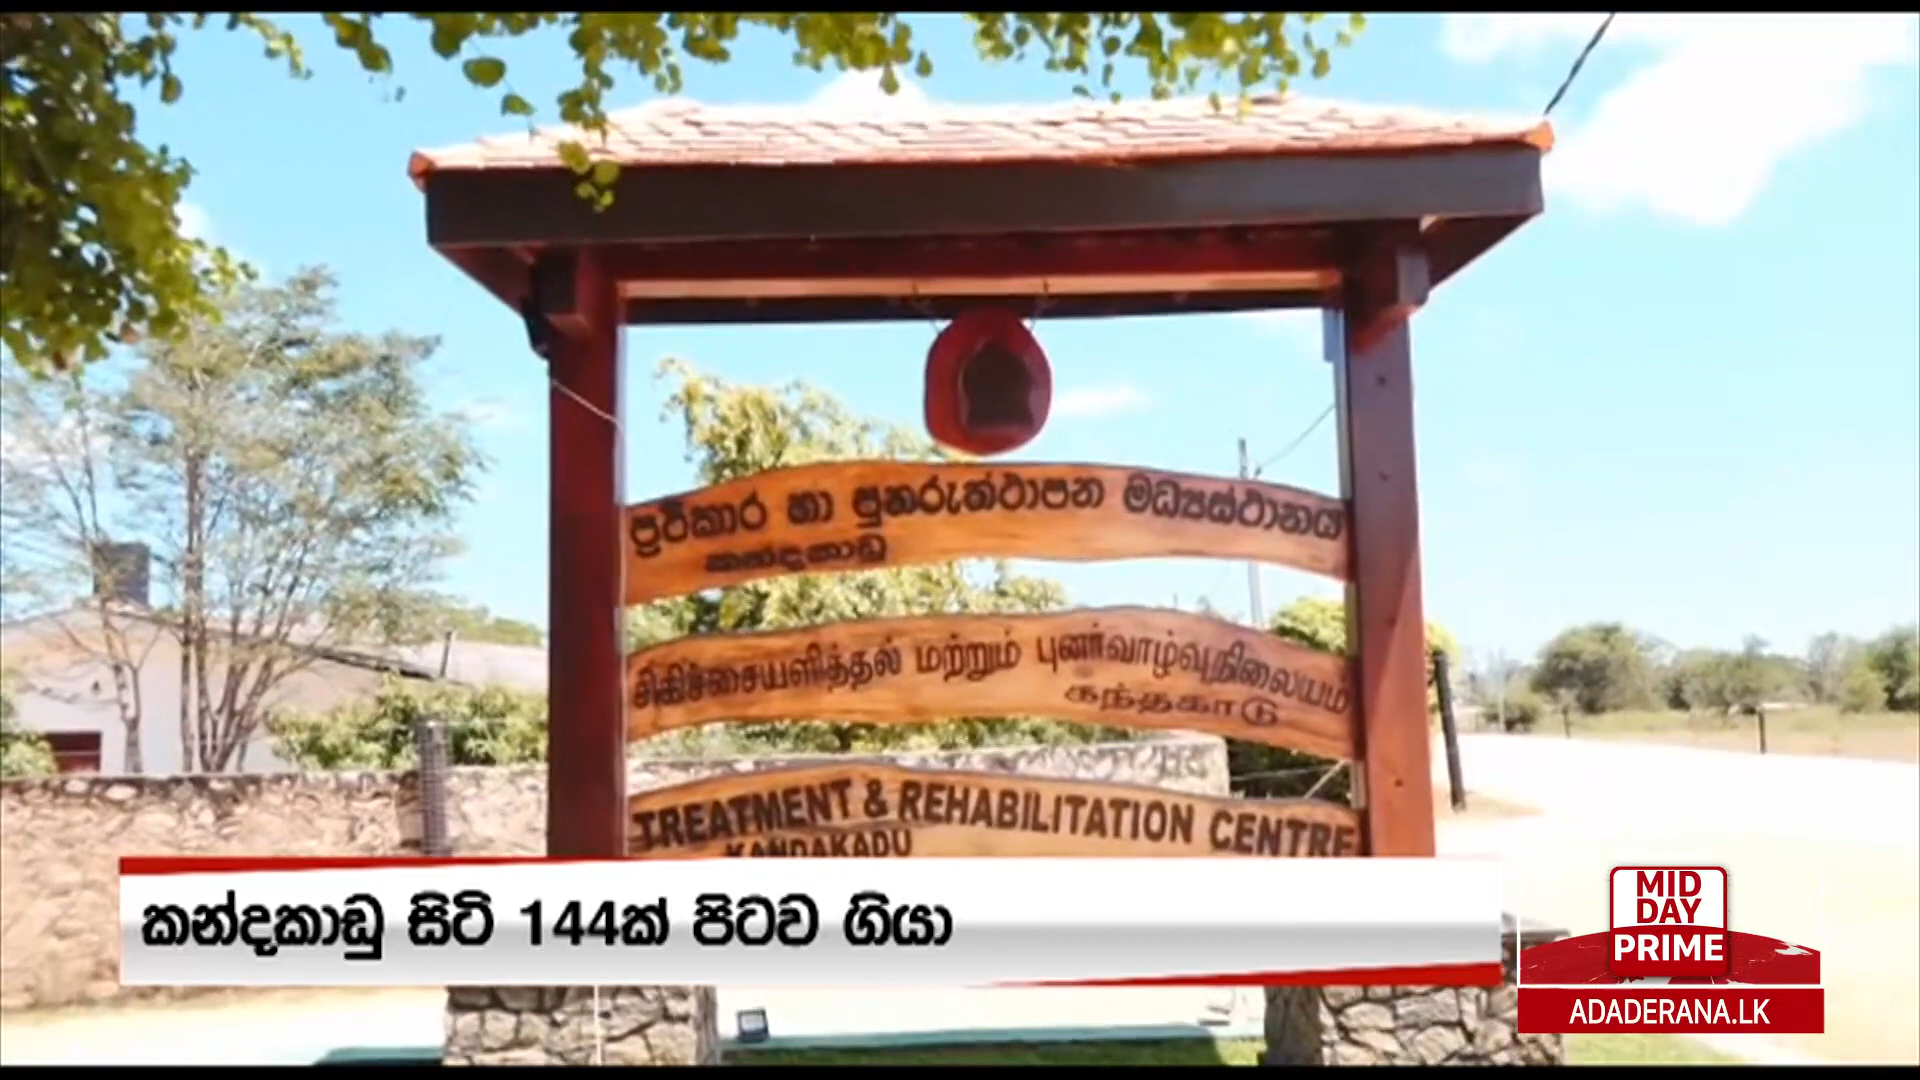 ප්‍රතිකාර හා පුනරුත්ථාපන මධ්‍යස්ථානය
කන්දකාඩු
சிகிச்சையளித்தல் மற்றும் புனர்வாழ்வு நிலையம்
கந்தகாடு
TREATMENT & REHABILITATION CENTRE
KANDAKADU
කන්දකාඩු සිටි 144ක් පිටව ගියා
MID
DAY
PRIME
ADADERANA.LK